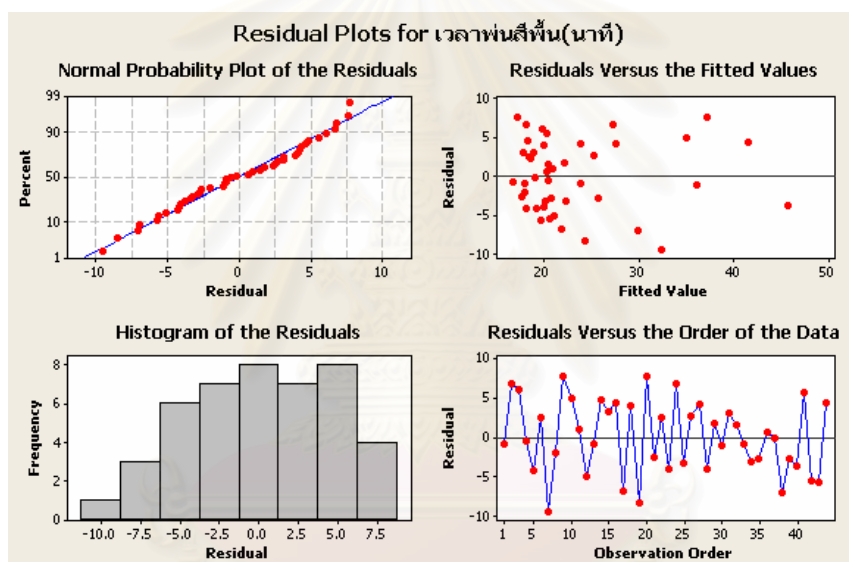 Residual Plots for เวลาพ่นสีพื้น(นาที)
Normal Probability Plot of the Residuals
99
90
50
10
1
Percent
-10 -5 0 5 10
Residual
Residuals Versus the Fitted Values
10
5
0
-5
-10
Residual
20 30 40 50
Fitted Value
Histogram of the Residuals
8
6
4
2
0
Frequency
-10.0 -7.5 -5.0 -2.5 0.0 2.5 5.0 7.5
Residual
Residuals Versus the Order of the Data
10
5
0
-5
-10
Residual
1 5 10 15 20 25 30 35 40
Observation Order